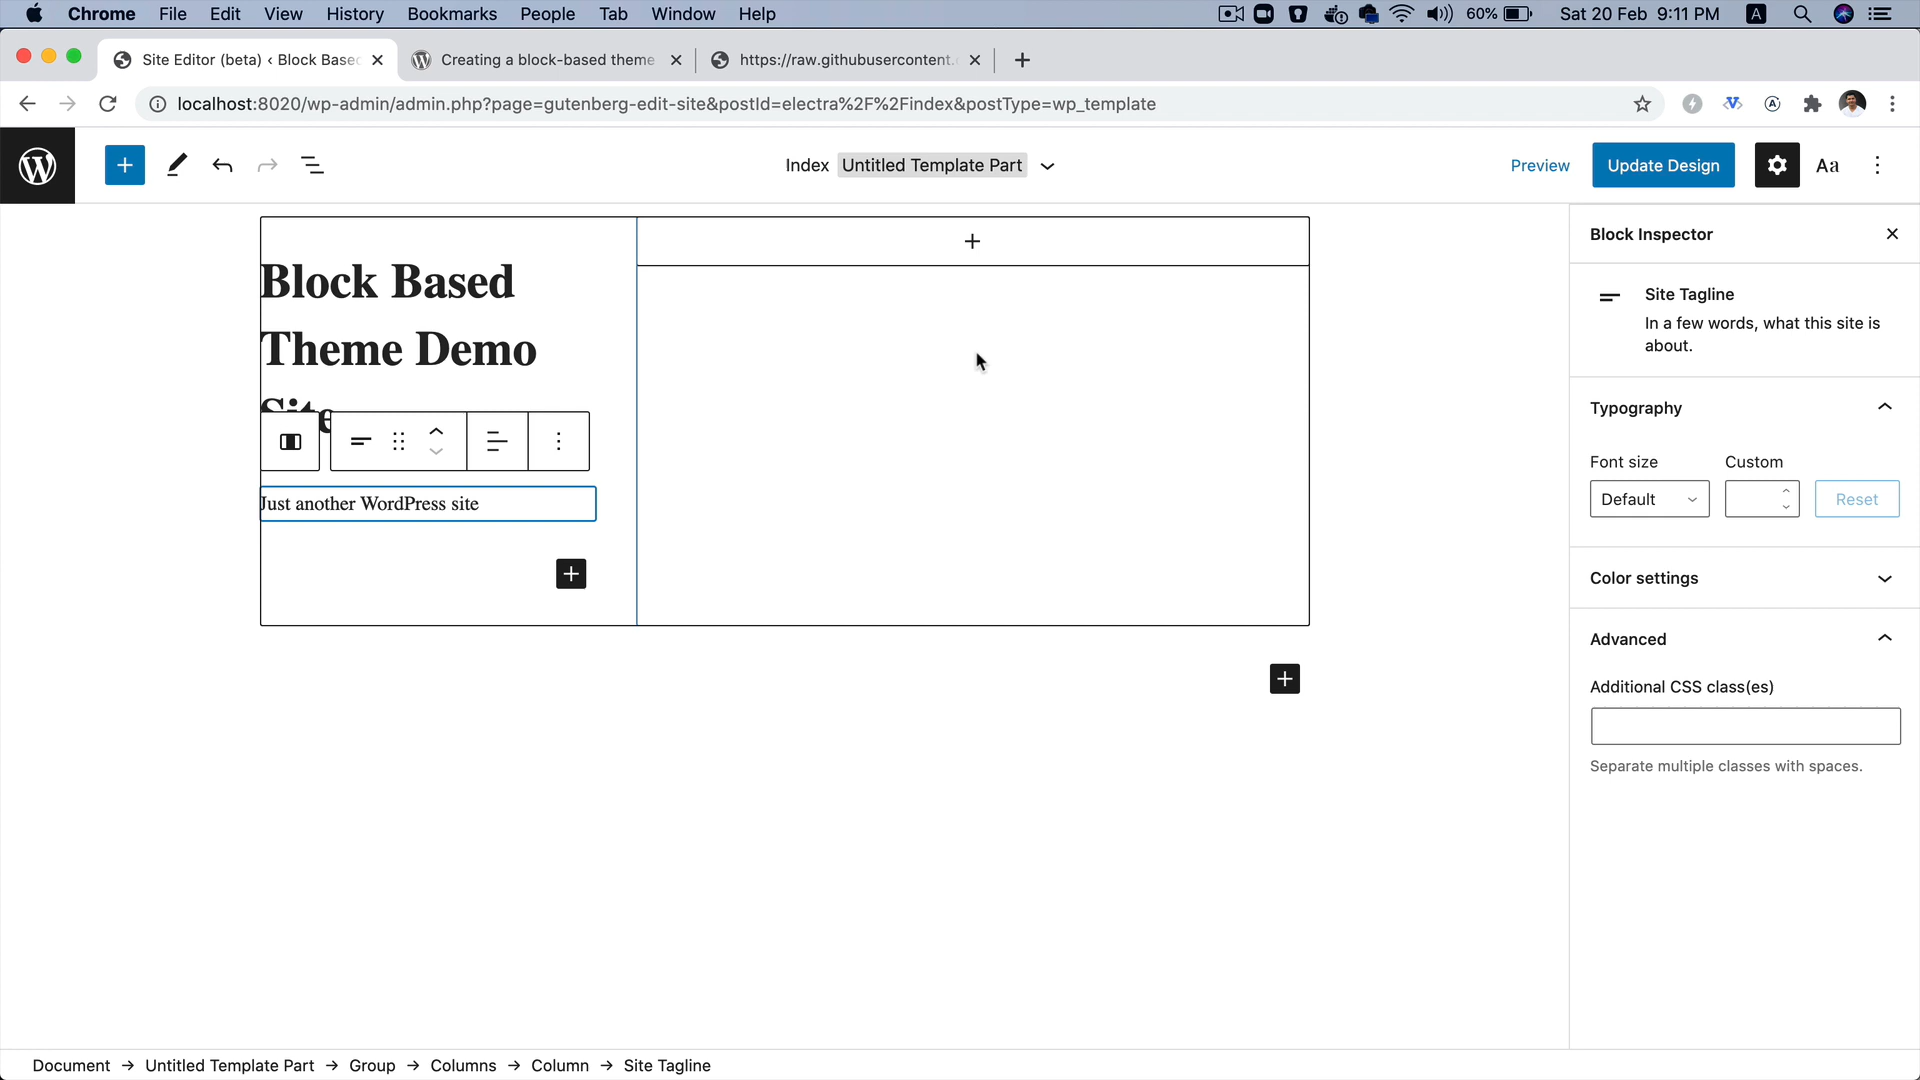 Chrome File Edit View History Bookmarks People Tab Window Help 60% Sat 20 Feb 9:11 PM A
Site Editor (beta) ‹ Block Base Creating a block-based theme https://raw.githubusercontent.
localhost:8020/wp-admin/admin.php?page=gutenberg-edit-site&postId=electra%2F%2Findex&postType=wp_template
Index Untitled Template Part Preview Update Design Aa
Block Inspector
Site Tagline
In a few words, what this site is
about.
Block Based
Theme Demo
Site
Just another WordPress site
Typography
Font size Custom
Default Reset
Color settings
Advanced
Additional CSS class(es)
Separate multiple classes with spaces.
Document → Untitled Template Part → Group → Columns → Column → Site Tagline